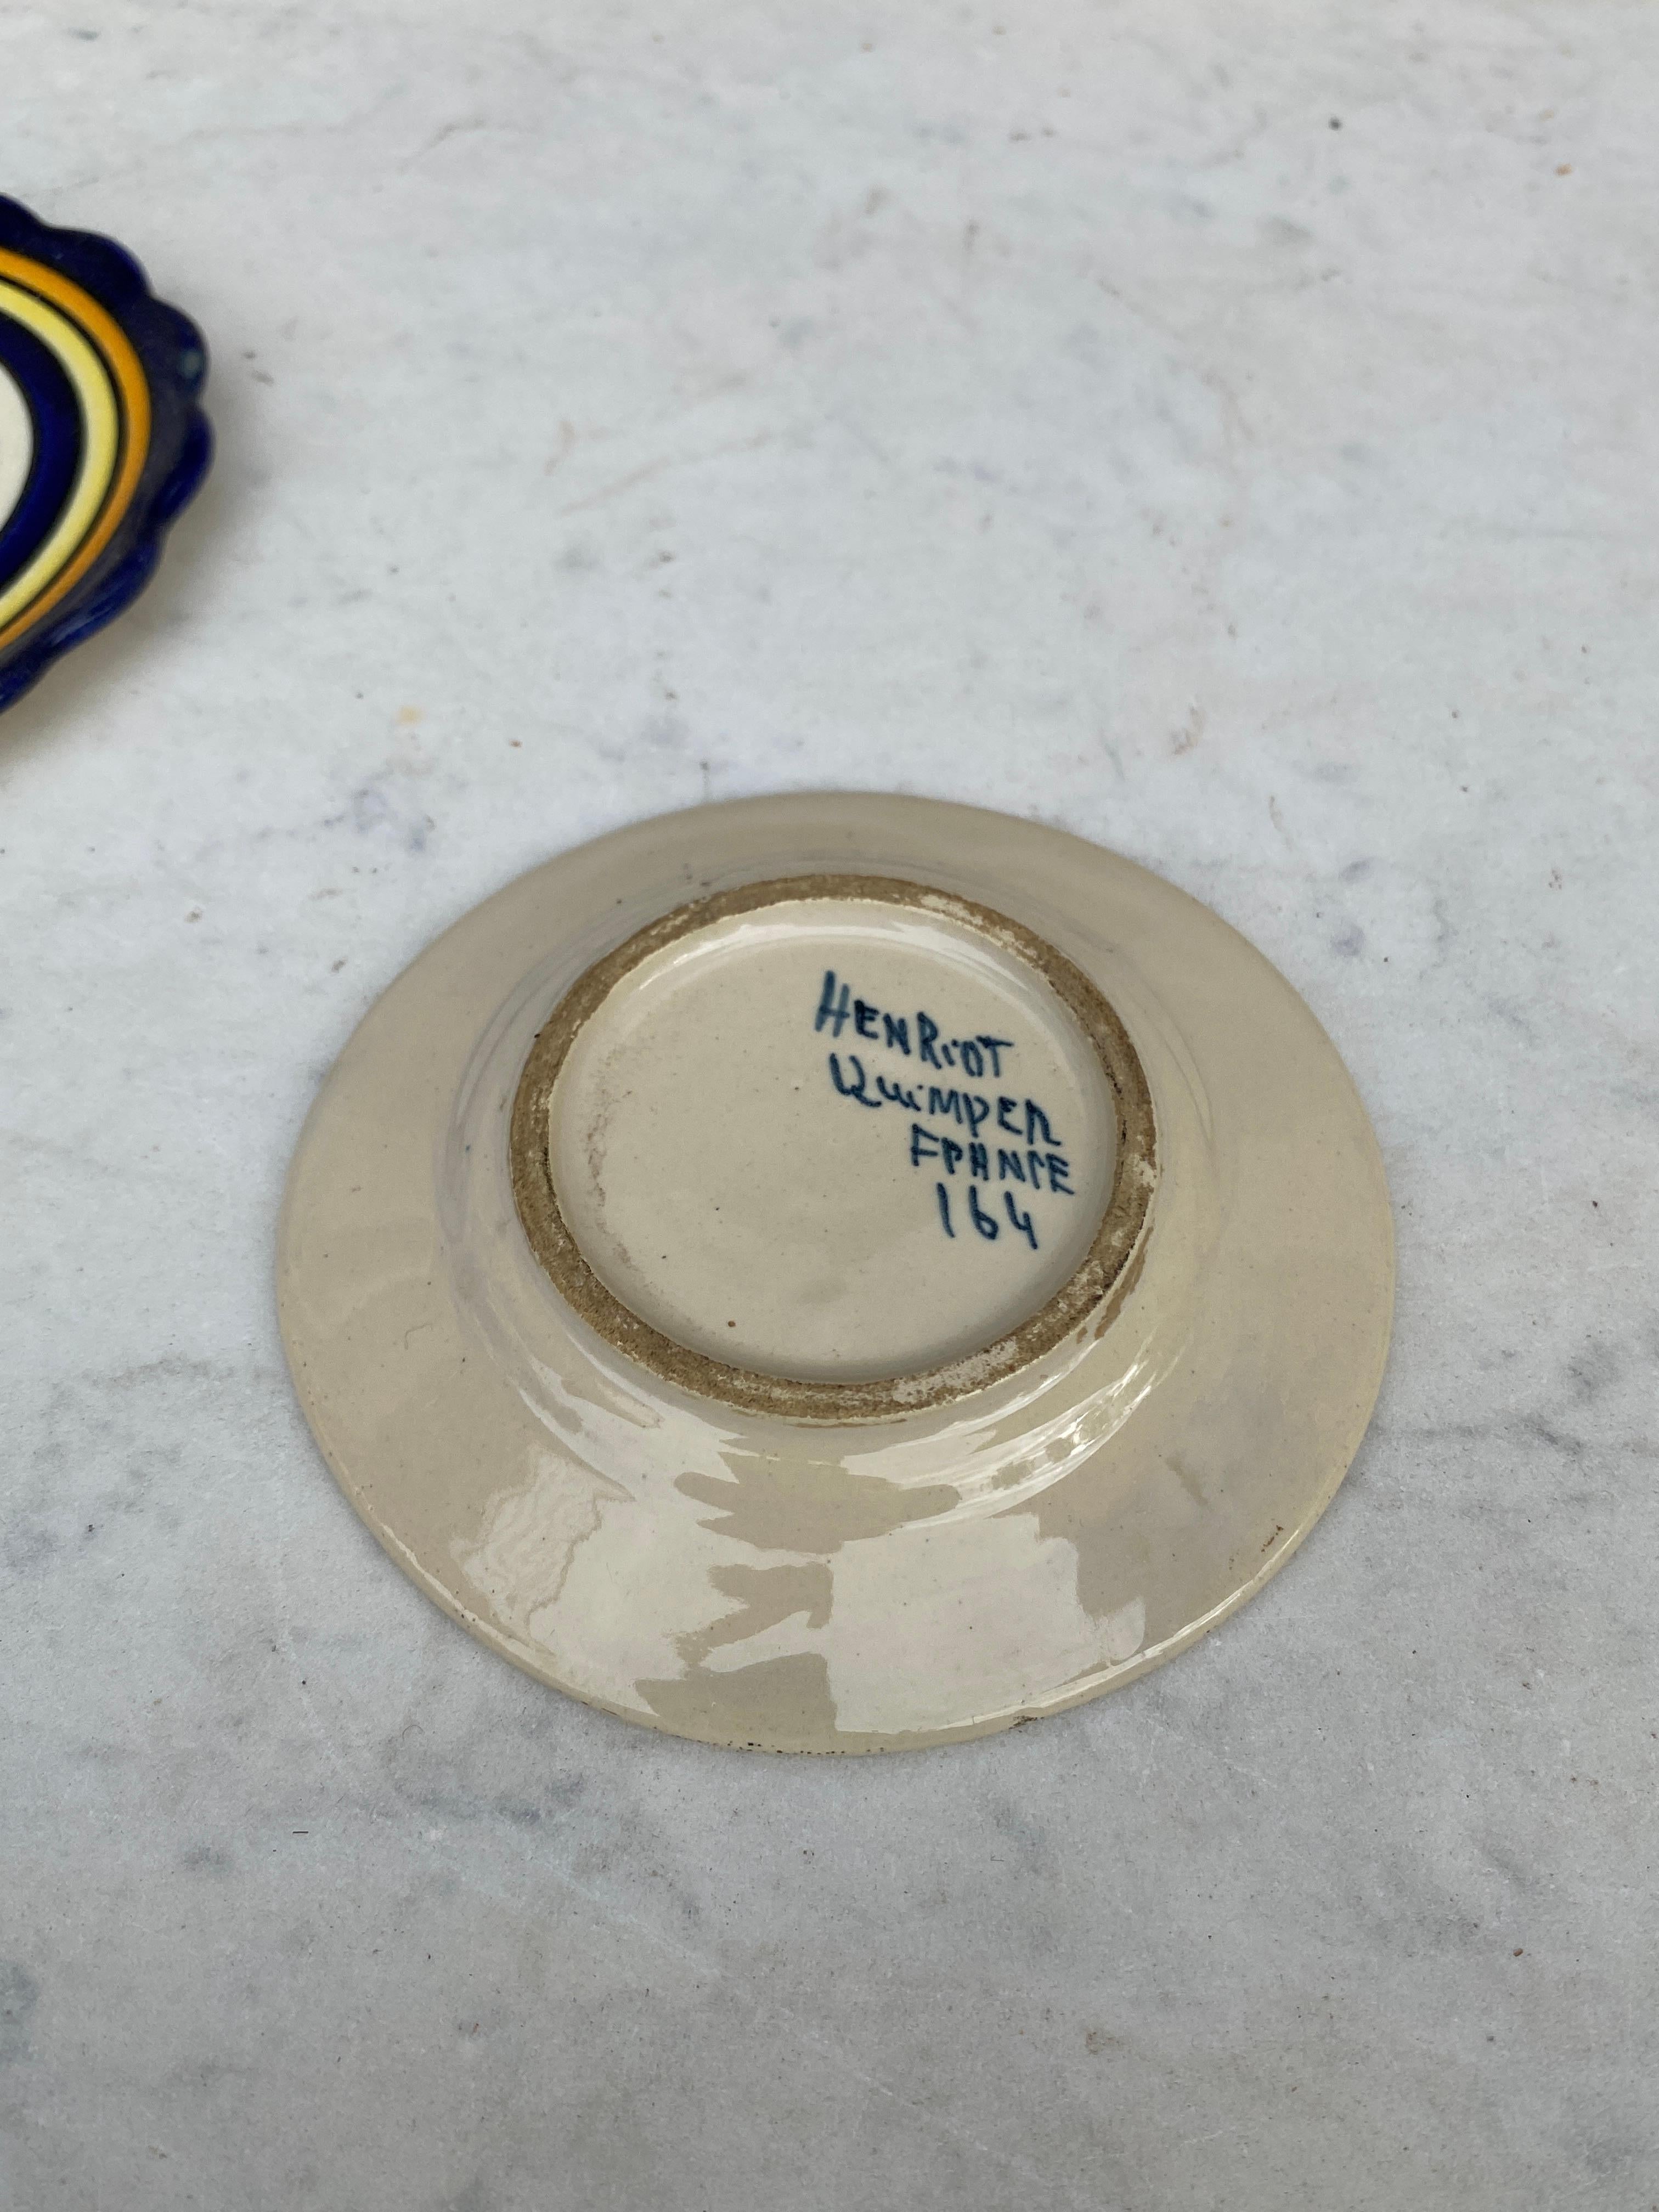 HENRiOT
QuiMPER
FRANCE
164